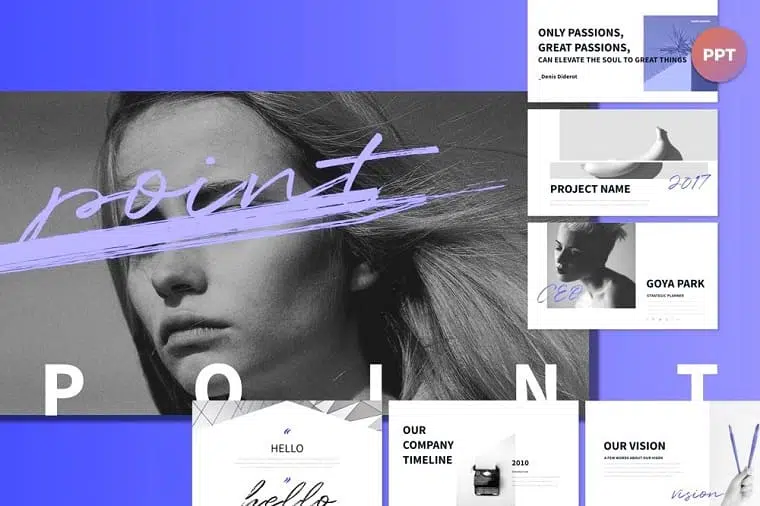 ONLY PASSIONS,
GREAT PASSIONS,
CAN ELEVATE THE SOUL TO GREAT THINGS
_Denis Diderot
PPT
point
PROJECT NAME
2017
CEO
GOYA PARK
STRATEGIC PLANNER
POINT
“
HELLO
”
hello
OUR
COMPANY
TIMELINE
2010
OUR VISION
A FEW WORDS ABOUT OUR VISION
vision